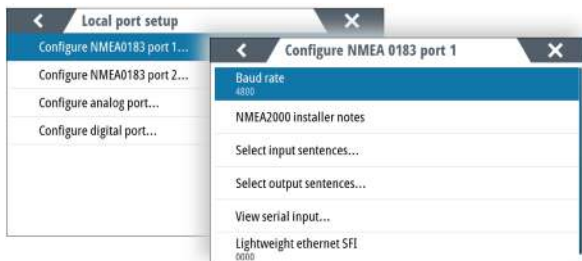 Local port setup
Configure NMEA0183 port 1...
Configure NMEA0183 port 2...
Configure analog port...
Configure digital port...
Configure NMEA 0183 port 1
Baud rate
4800
NMEA2000 installer notes
Select input sentences...
Select output sentences...
View serial input...
Lightweight ethernet SFI
0000